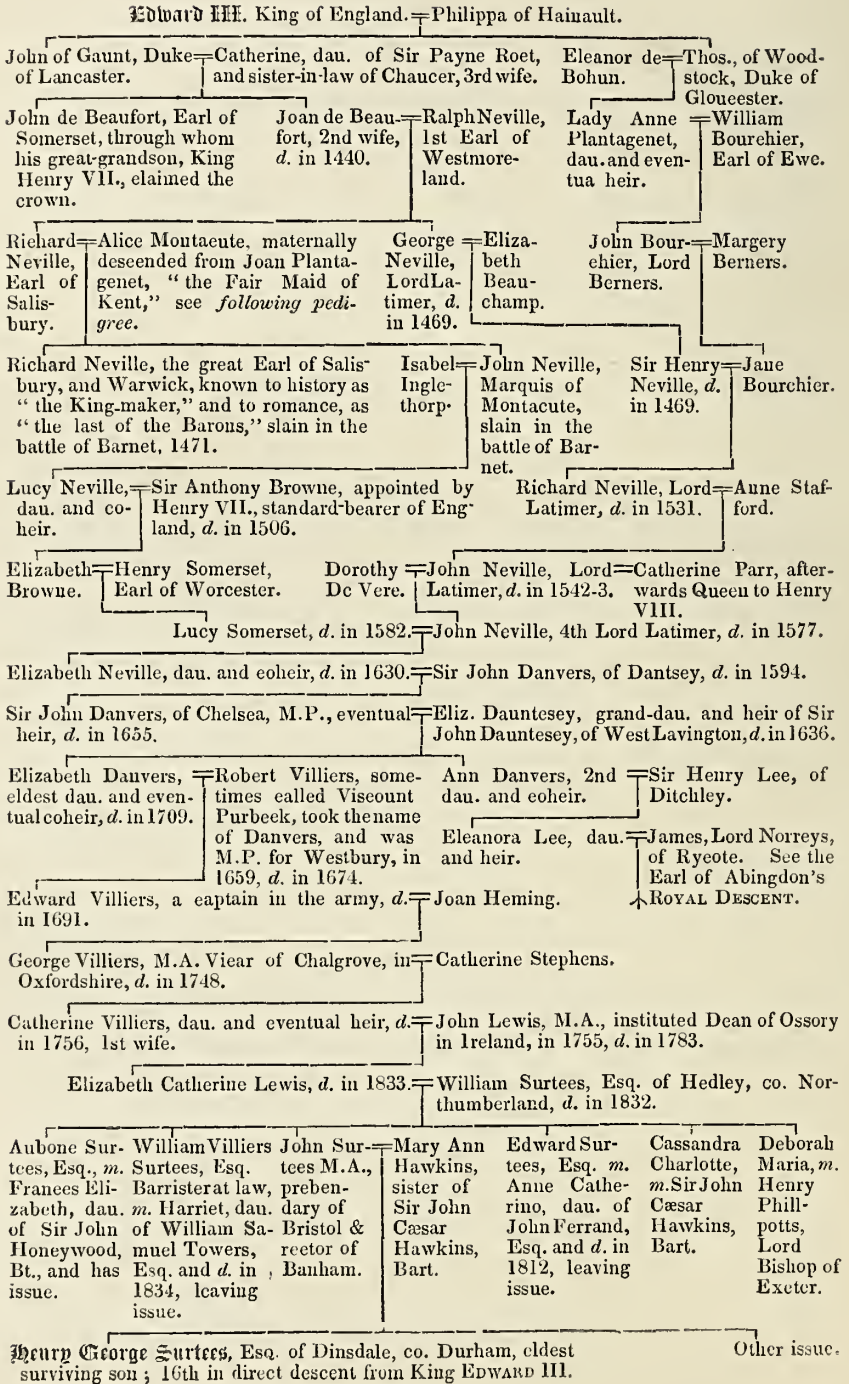 Edward III. King of England.=Philippa of Hainault.
John of Gaunt, Duke=Catherine, dau. of Sir Payne Roet,
of Lancaster. and sister-in-law of Chaucer, 3rd wife.
Eleanor de=Thos., of Wood-
Bohun. stock, Duke of
Gloucester.
John de Beaufort, Earl of
Somerset, through whom
his great-grandson, King
Henry VII., claimed the
crown.
Joan de Beau-=Ralph Neville,
fort, 2nd wife, 1st Earl of
d. in 1440. Westmore-
land.
Lady Anne =William
Plantagenet, Bourchier,
dau. and even- Earl of Ewe.
tua heir.
Richard=Alice Montacute, maternally
Neville, descended from Joan Planta-
Earl of genet, "the Fair Maid of
Salis- Kent," see following pedi-
bury. gree.
George =Eliza-
Neville, beth
Lord La- Beau-
timer, d. champ.
in 1469.
John Bour-=Margery
chier, Lord Berners.
Berners.
Richard Neville, the great Earl of Salis-
bury, and Warwick, known to history as
"the King-maker," and to romance, as
"the last of the Barons," slain in the
battle of Barnet, 1471.
Isabel=John Neville,
Ingle- Marquis of
thorp. Montacute,
slain in the
battle of Bar-
net.
Sir Henry=Jane
Neville, d. Bourchier.
in 1469.
Lucy Neville,=Sir Anthony Browne, appointed by
dau. and co- Henry VII., standard-bearer of Eng-
heir. land, d. in 1506.
Richard Neville, Lord=Anne Staf-
Latimer, d. in 1531. ford.
Elizabeth=Henry Somerset,
Browne. Earl of Worcester.
Dorothy =John Neville, Lord=Catherine Parr, after-
De Vere. Latimer, d. in 1542-3. wards Queen to Henry
VIII.
Lucy Somerset, d. in 1582.=John Neville, 4th Lord Latimer, d. in 1577.
Elizabeth Neville, dau. and coheir, d. in 1630.=Sir John Danvers, of Dantsey, d. in 1594.
Sir John Danvers, of Chelsea, M.P., eventual=Eliz. Dauntesey, grand-dau. and heir of Sir
heir, d. in 1655. John Dauntesey, of West Lavington, d. in 1636.
Elizabeth Danvers, =Robert Villiers, some-
eldest dau. and even- times called Viscount
tual coheir, d. in 1709. Purbeck, took the name
of Danvers, and was
M.P. for Westbury, in
1659, d. in 1674.
Ann Danvers, 2nd =Sir Henry Lee, of
dau. and coheir. Ditchley.
Eleanora Lee, dau.=James, Lord Norreys,
and heir. of Rycote. See the
Earl of Abingdon's
ROYAL DESCENT.
Edward Villiers, a captain in the army, d.=Joan Heming.
in 1691.
George Villiers, M.A. Vicar of Chalgrove, in=Catherine Stephens.
Oxfordshire, d. in 1748.
Catherine Villiers, dau. and eventual heir, d.=John Lewis, M.A., instituted Dean of Ossory
in 1756, 1st wife. in Ireland, in 1755, d. in 1783.
Elizabeth Catherine Lewis, d. in 1833.=William Surtees, Esq. of Hedley, co. Nor-
thumberland, d. in 1832.
Aubone Sur-
tees, Esq., m.
Frances Eli-
zabeth, dau.
of Sir John
Honeywood,
Bt., and has
issue.
William Villiers
Surtees, Esq.
Barrister at law,
m. Harriet, dau.
of William Sa-
muel Towers,
Esq. and d. in
1834, leaving
issue.
John Sur-=Mary Ann
tees M.A., Hawkins,
preben- sister of
dary of Sir John
Bristol & Cæsar
rector of Hawkins,
Banham. Bart.
Edward Sur-
tees, Esq. m.
Anne Cathe-
rino, dau. of
John Ferrand,
Esq. and d. in
1812, leaving
issue.
Cassandra
Charlotte,
m. Sir John
Cæsar
Hawkins,
Bart.
Deborah
Maria, m.
Henry
Phill-
potts,
Lord
Bishop of
Exeter.
Henry George Surtees, Esq. of Dinsdale, co. Durham, eldest
surviving son; 16th in direct descent from King EDWARD III.
Other issue.